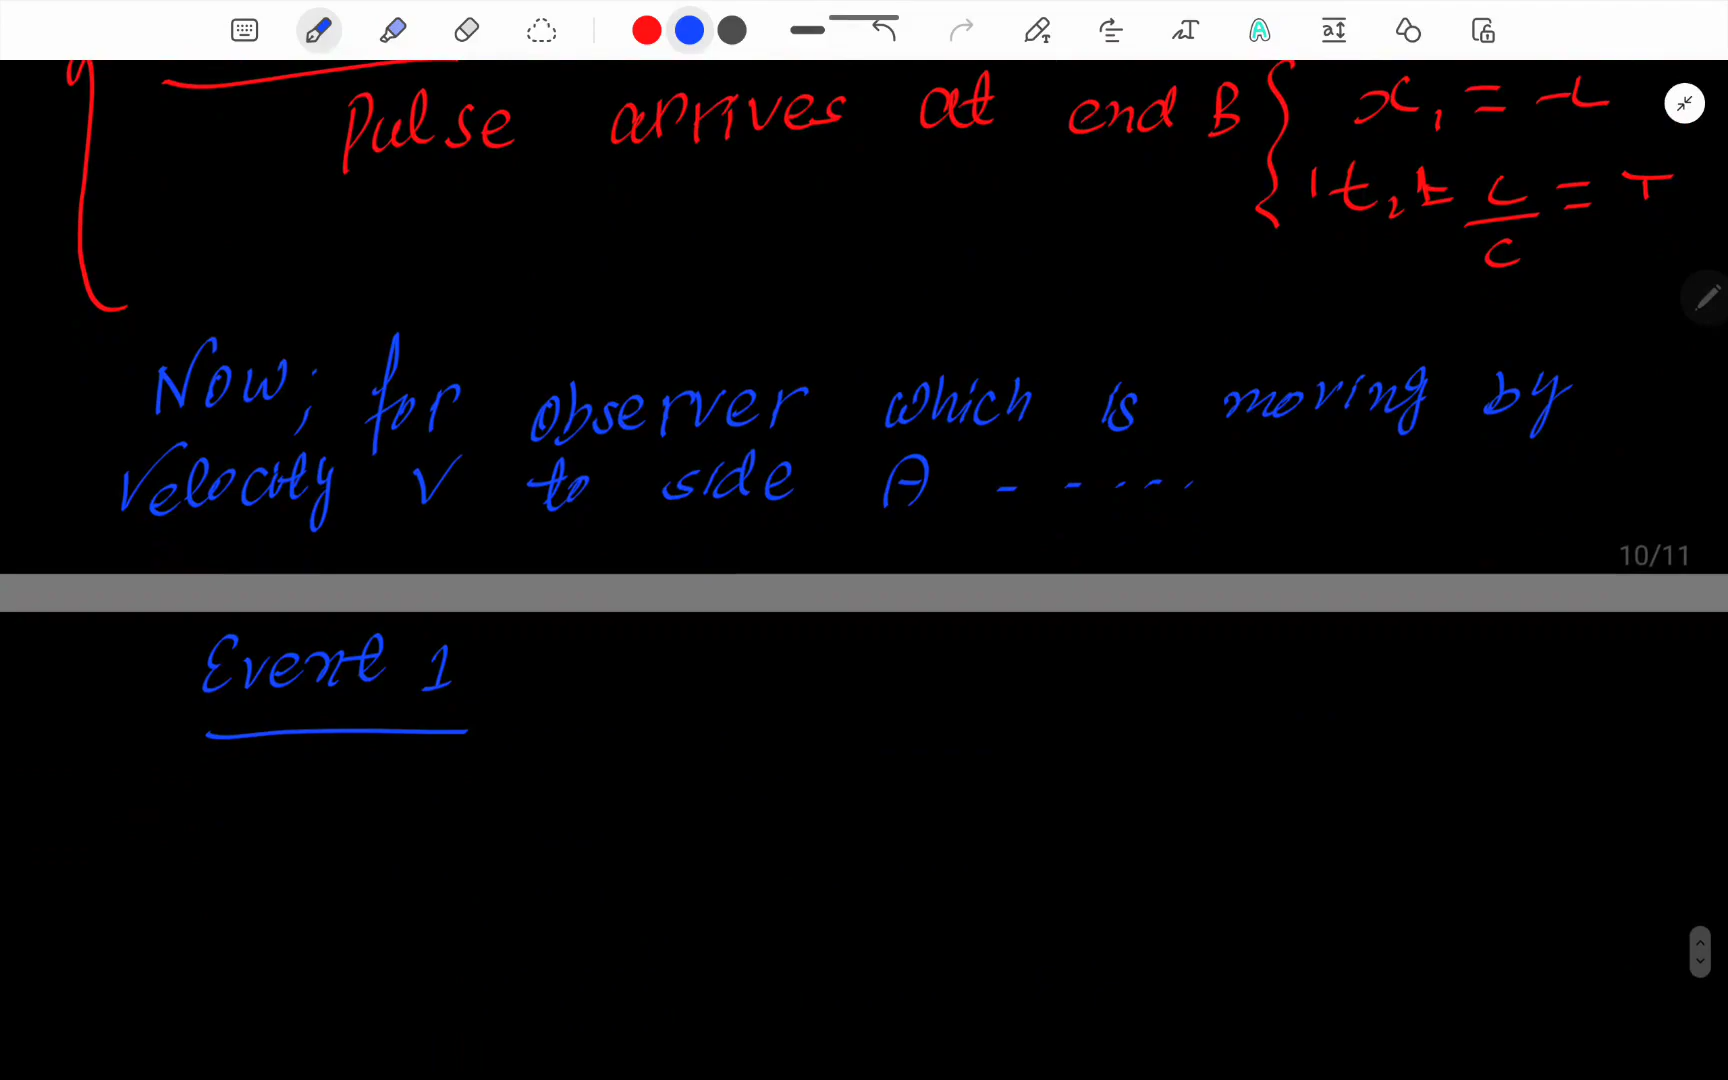 Pulse arrives at end B { x₁ = -L
t₂ = L/c = T
Now; for observer which is moving by
Velocity V to side A - - - - -
10/11
Event 1